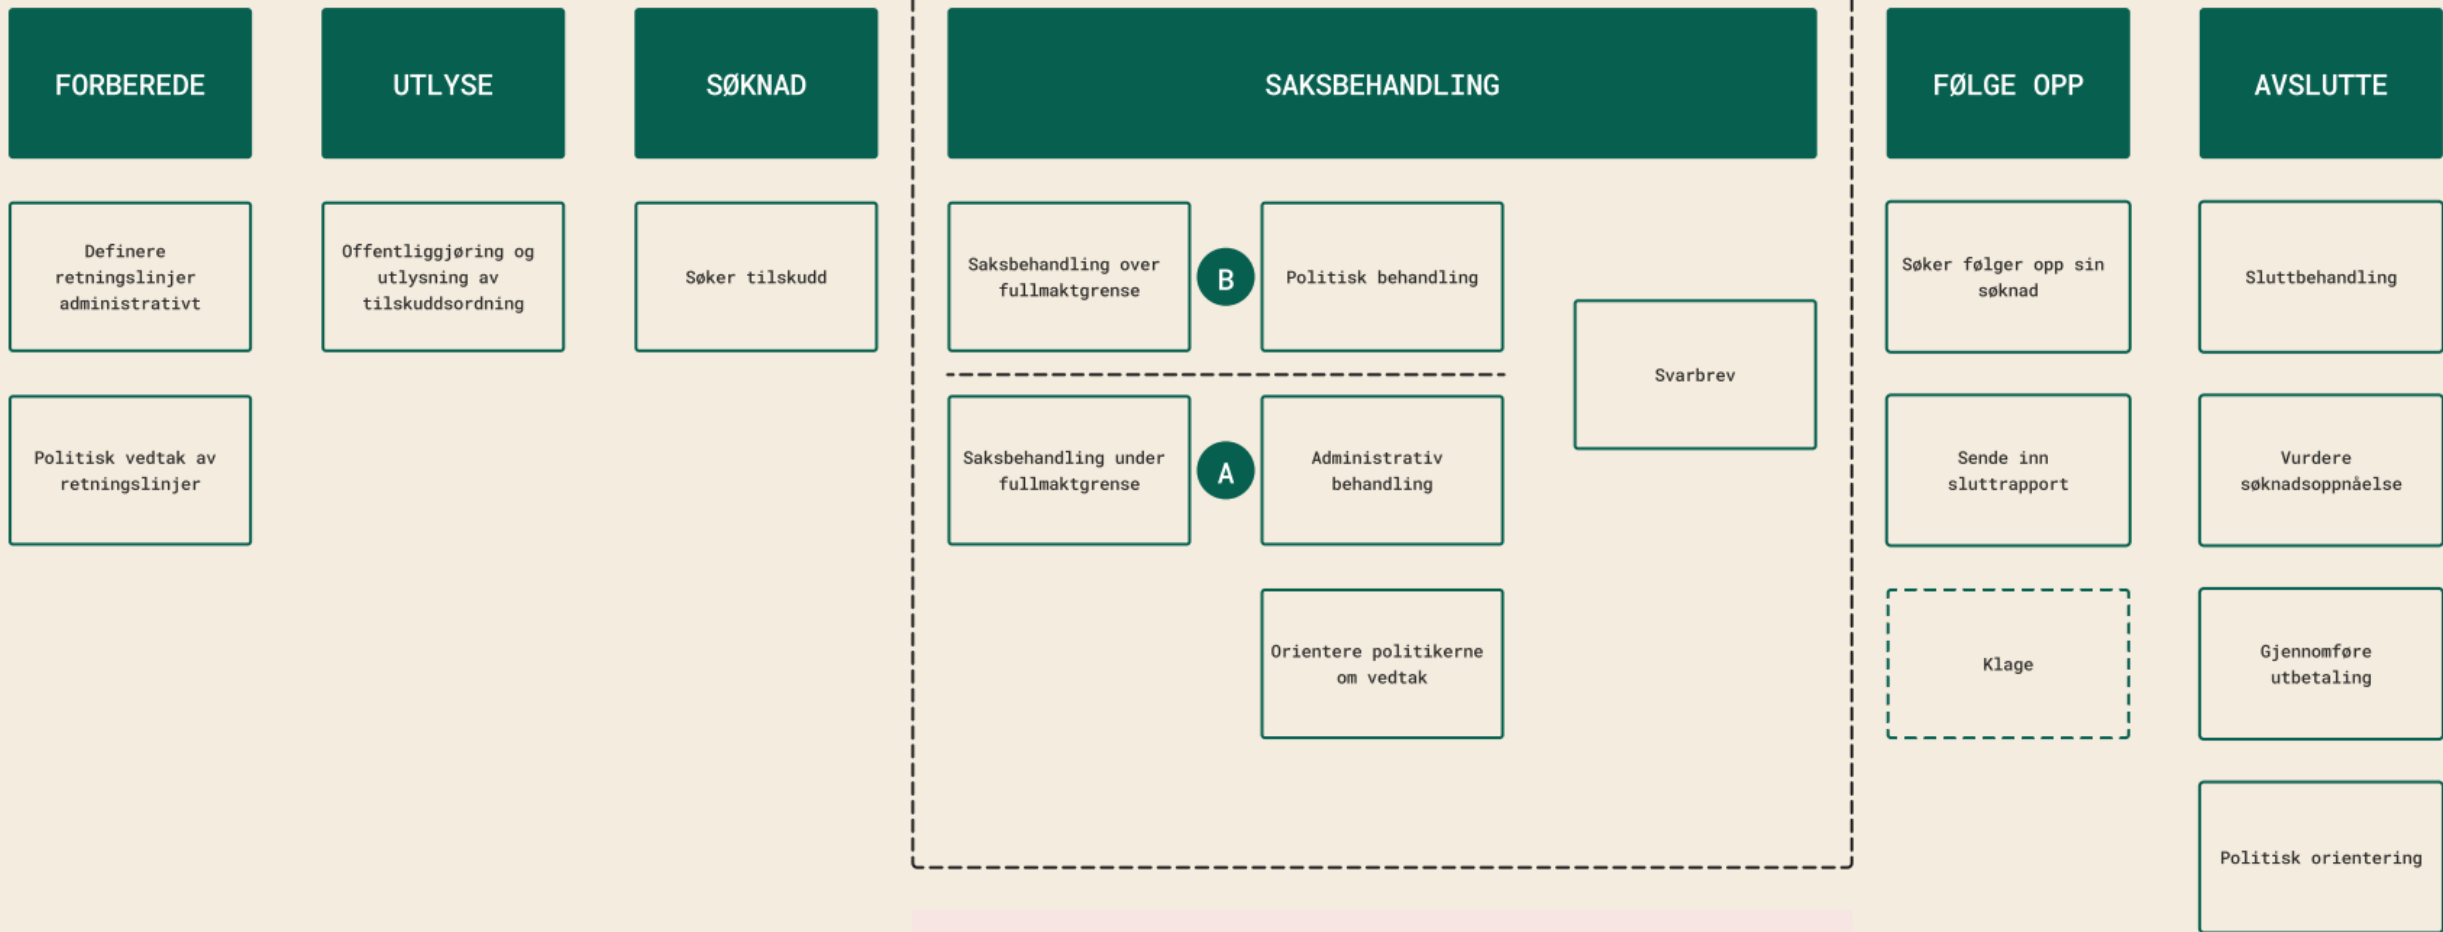 FORBEREDE
UTLYSE
SØKNAD
SAKSBEHANDLING
FØLGE OPP
AVSLUTTE
Definere
retningslinjer
administrativt
Politisk vedtak av
retningslinjer
Offentliggjøring og
utlysning av
tilskuddsordning
Søker tilskudd
Saksbehandling over
fullmaktgrense
B
Politisk behandling
Saksbehandling under
fullmaktgrense
A
Administrativ
behandling
Orientere politikerne
om vedtak
Svarbrev
Søker følger opp sin
søknad
Sende inn
sluttrapport
Klage
Sluttbehandling
Vurdere
søknadsoppnåelse
Gjennomføre
utbetaling
Politisk orientering